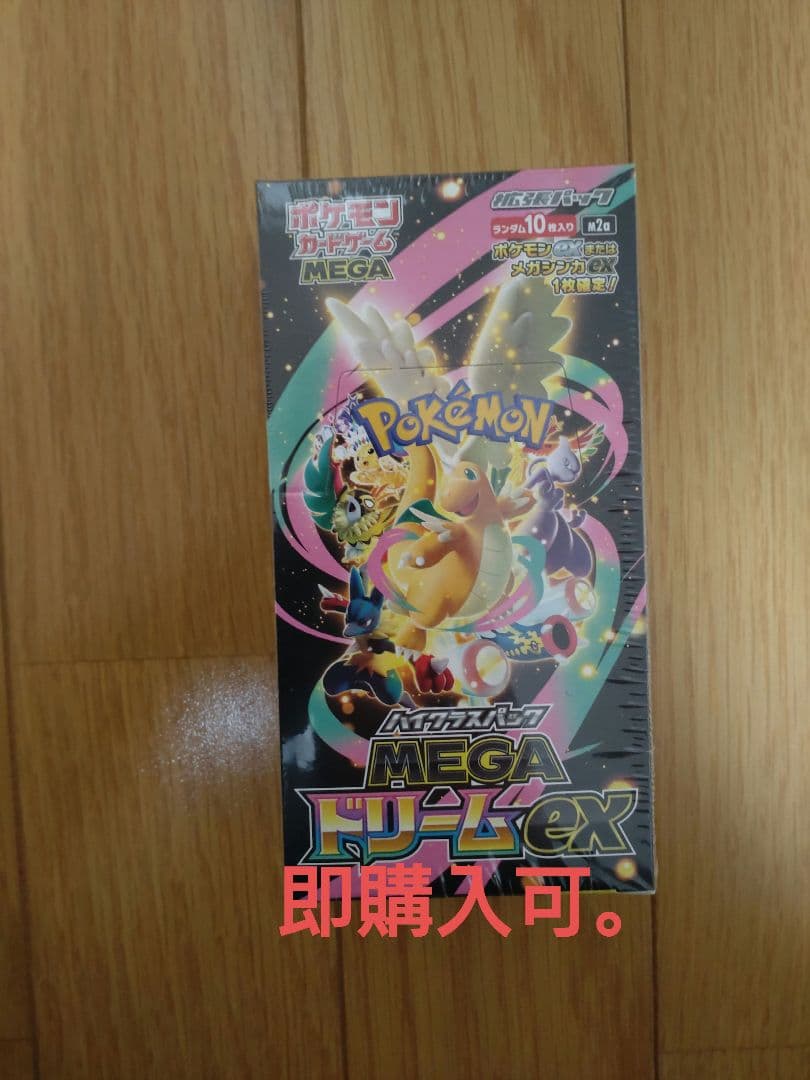 ポケモン
カードゲーム
MEGA
拡張パック
ランダム10枚入り M2a
ポケモンexまたは
メガシンカex
1枚確定!
POKéMON
ハイクラスパック
MEGA
ドリームex
即購入可。